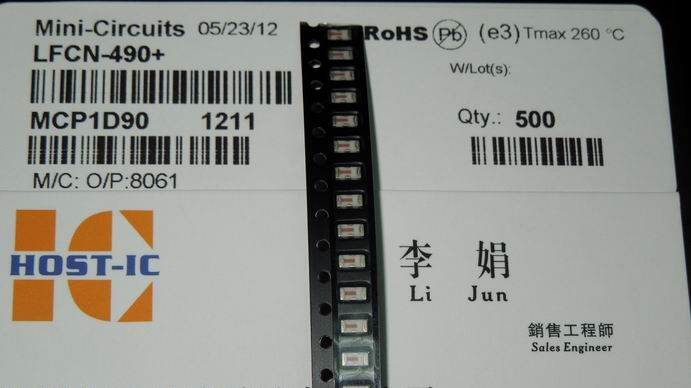 Mini-Circuits 05/23/12
RoHS Pb (e3) Tmax 260 °C
LFCN-490+
W/Lot(s):
MCP1D90 1211
Qty.: 500
M/C: O/P:8061
IC
HOST-IC
李 娟
Li Jun
銷售工程師
Sales Engineer